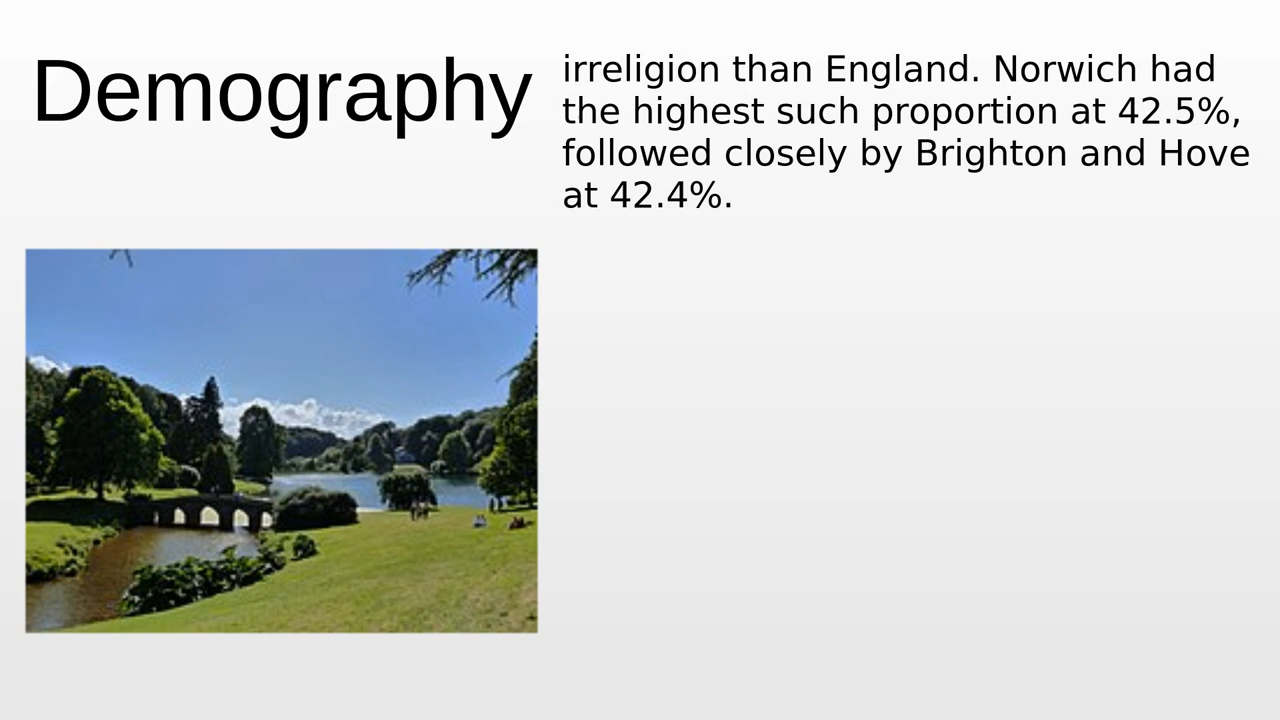 Demography
irreligion than England. Norwich had
the highest such proportion at 42.5%,
followed closely by Brighton and Hove
at 42.4%.